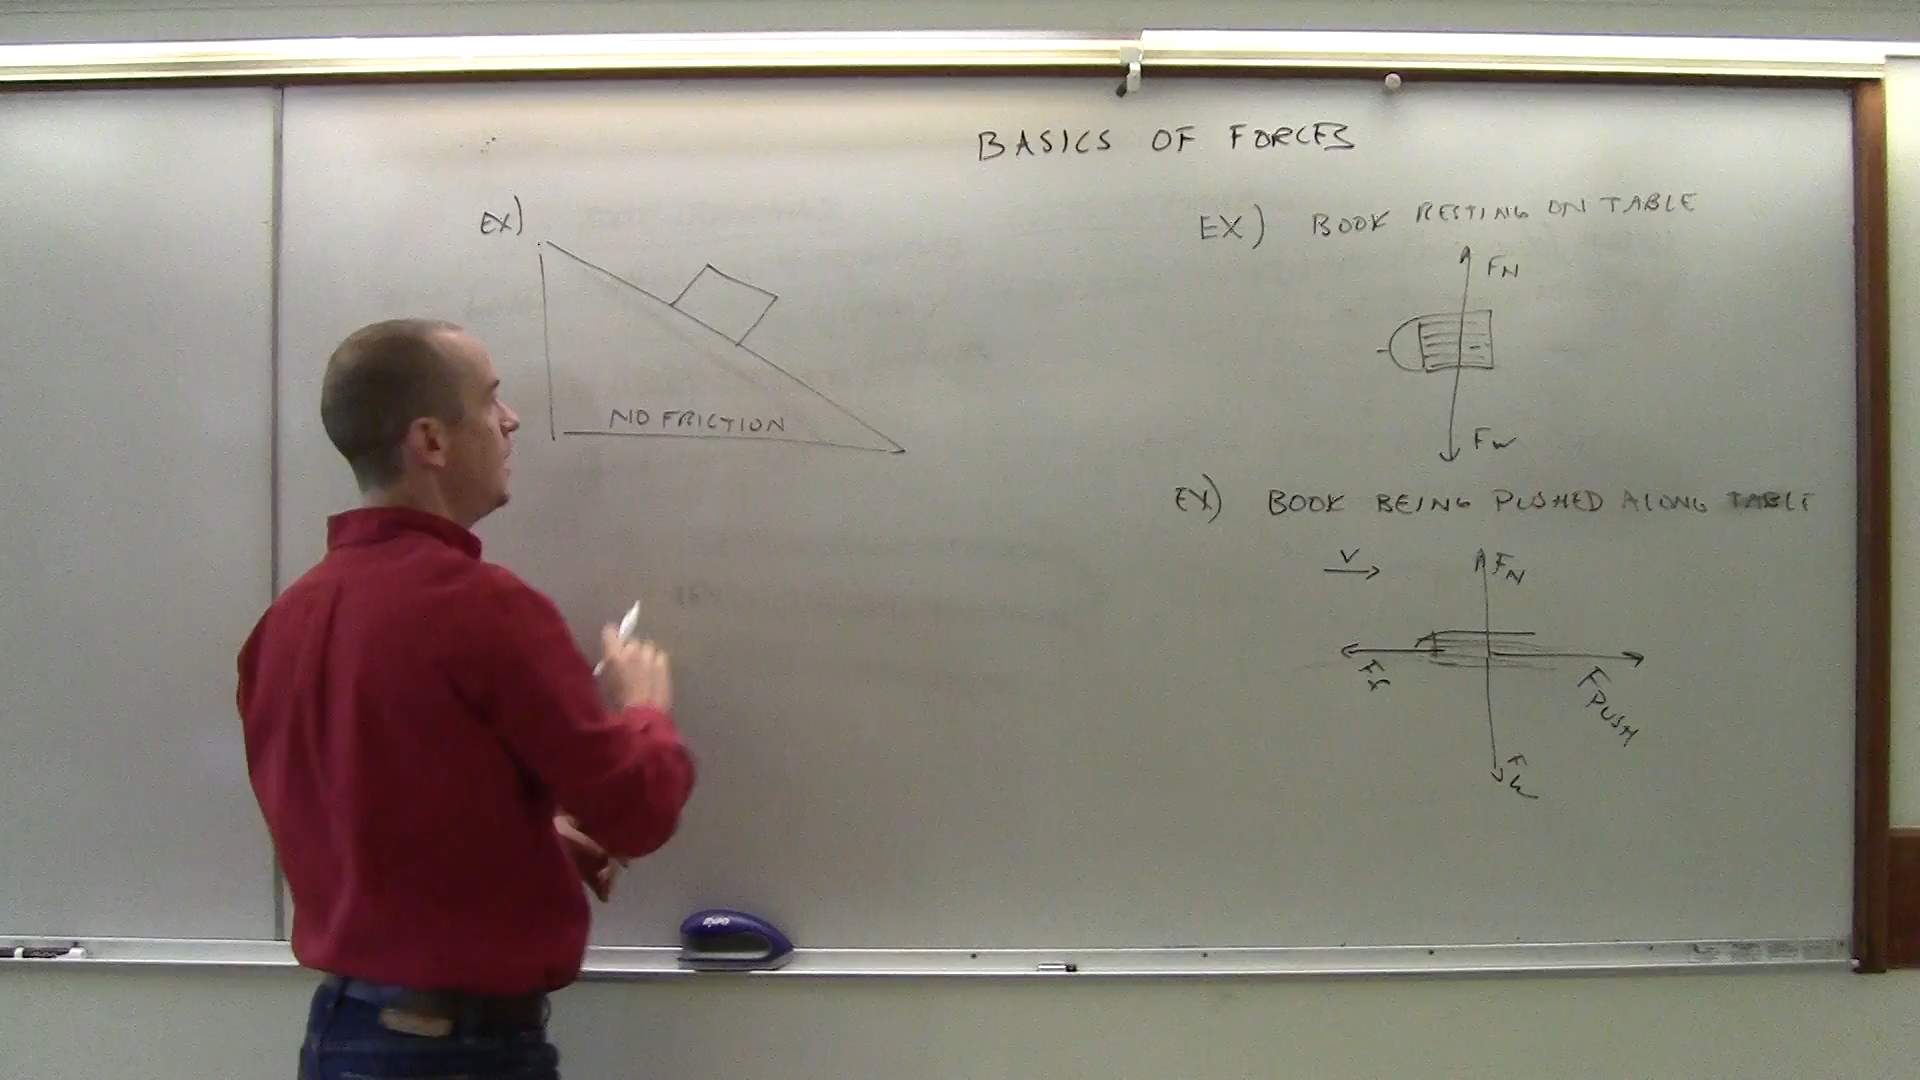 BASICS OF FORCES
EX)
NO FRICTION
EX) BOOK RESTING ON TABLE
FN
FW
EX) BOOK BEING PUSHED ALONG TABLE
V
FN
Ff
FPUSH
FW
EXPO